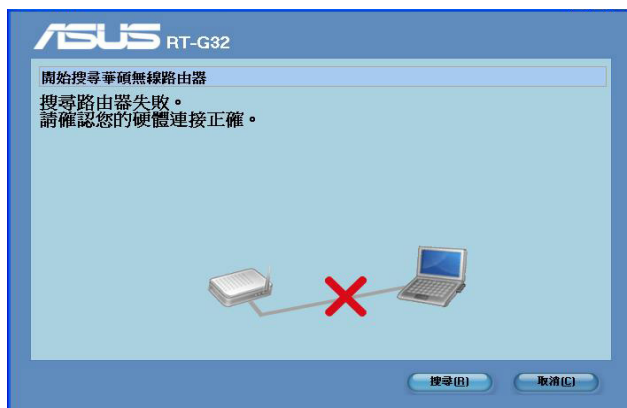 ASUS RT-G32
開始搜尋華碩無線路由器
搜尋路由器失敗。
請確認您的硬體連接正確。
搜尋(R) 取消(C)